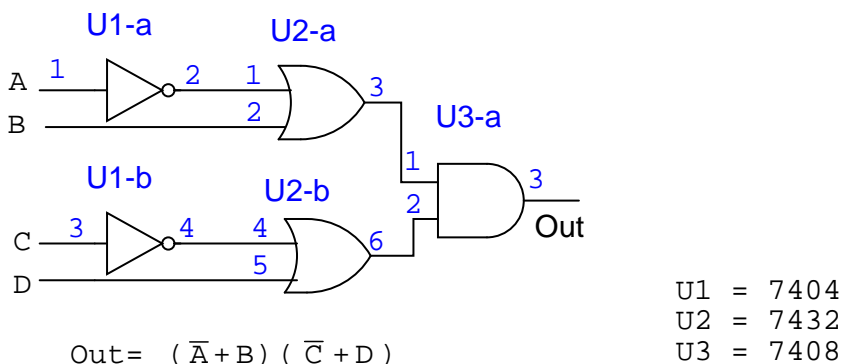 U1-a
U2-a
A 1 2 1 3
B 2
U3-a
1
3
U1-b
U2-b
2
Out
C 3 4 4 6
D 5
U1 = 7404
U2 = 7432
Out= (A̅+B)(C̅+D)
U3 = 7408